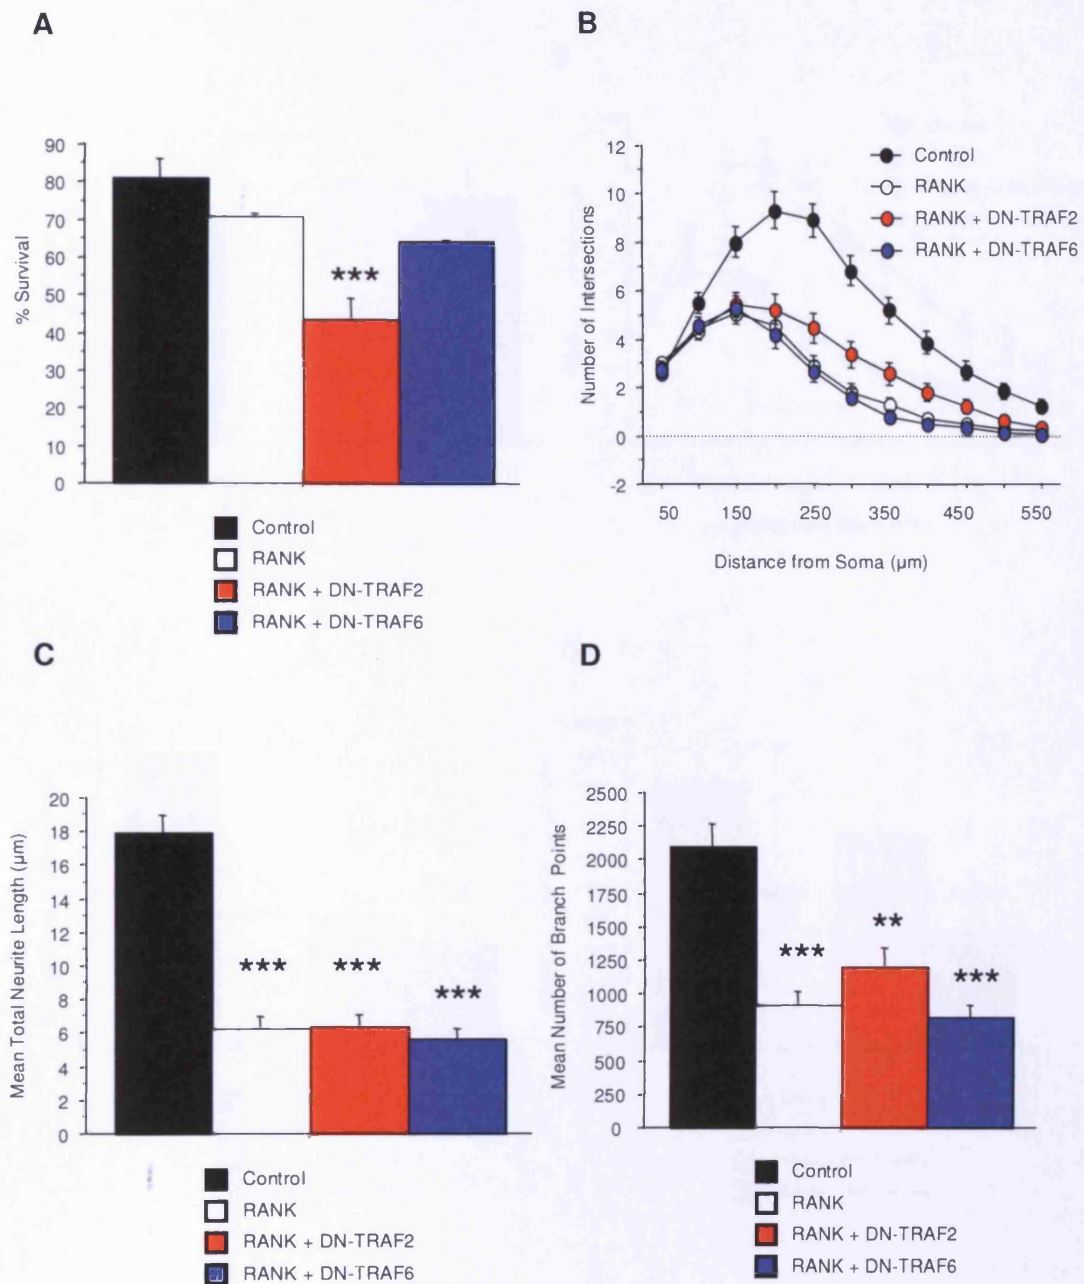 A
% Survival
90
80
70
60
50
40
30
20
10
0
***
Control
RANK
RANK + DN-TRAF2
RANK + DN-TRAF6
B
Number of Intersections
12
10
8
6
4
2
0
-2
50 150 250 350 450 550
Distance from Soma (µm)
Control
RANK
RANK + DN-TRAF2
RANK + DN-TRAF6
C
Mean Total Neurite Length (µm)
20
18
16
14
12
10
8
6
4
2
0
*** *** ***
Control
RANK
RANK + DN-TRAF2
RANK + DN-TRAF6
D
Mean Number of Branch Points
2500
2250
2000
1750
1500
1250
1000
750
500
250
0
*** ** ***
Control
RANK
RANK + DN-TRAF2
RANK + DN-TRAF6